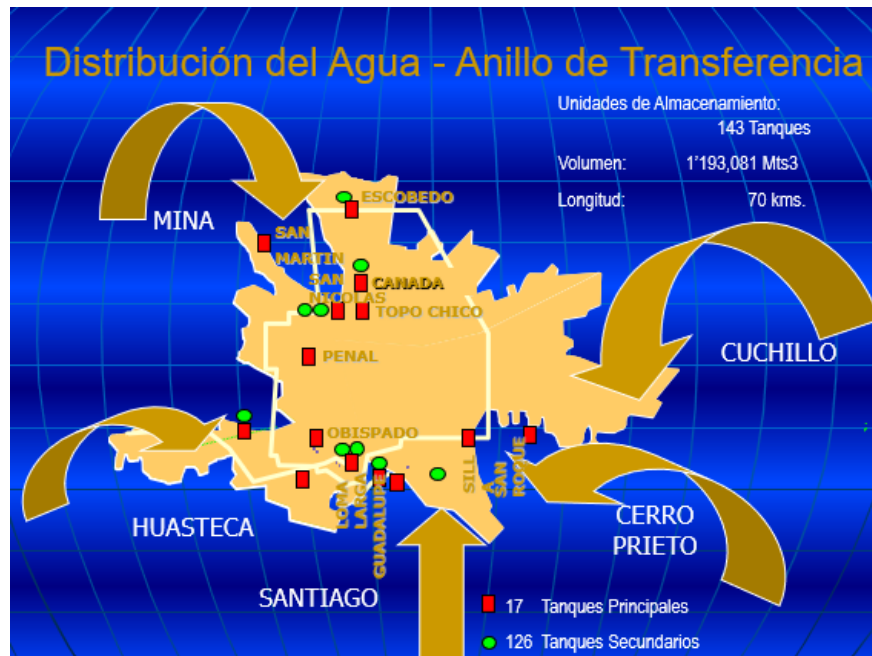 Distribución del Agua - Anillo de Transferencia
Unidades de Almacenamiento:
143 Tanques
Volumen: 1'193,081 Mts3
Longitud: 70 kms.
MINA
ESCOBEDO
SAN
MARTIN
SAN
NICOLAS
CANADA
TOPO CHICO
PENAL
CUCHILLO
OBISPADO
LOMA
LARGA
GUADALUPE
SILL
A
SAN
ROQUE
HUASTECA
CERRO
PRIETO
SANTIAGO
17 Tanques Principales
126 Tanques Secundarios